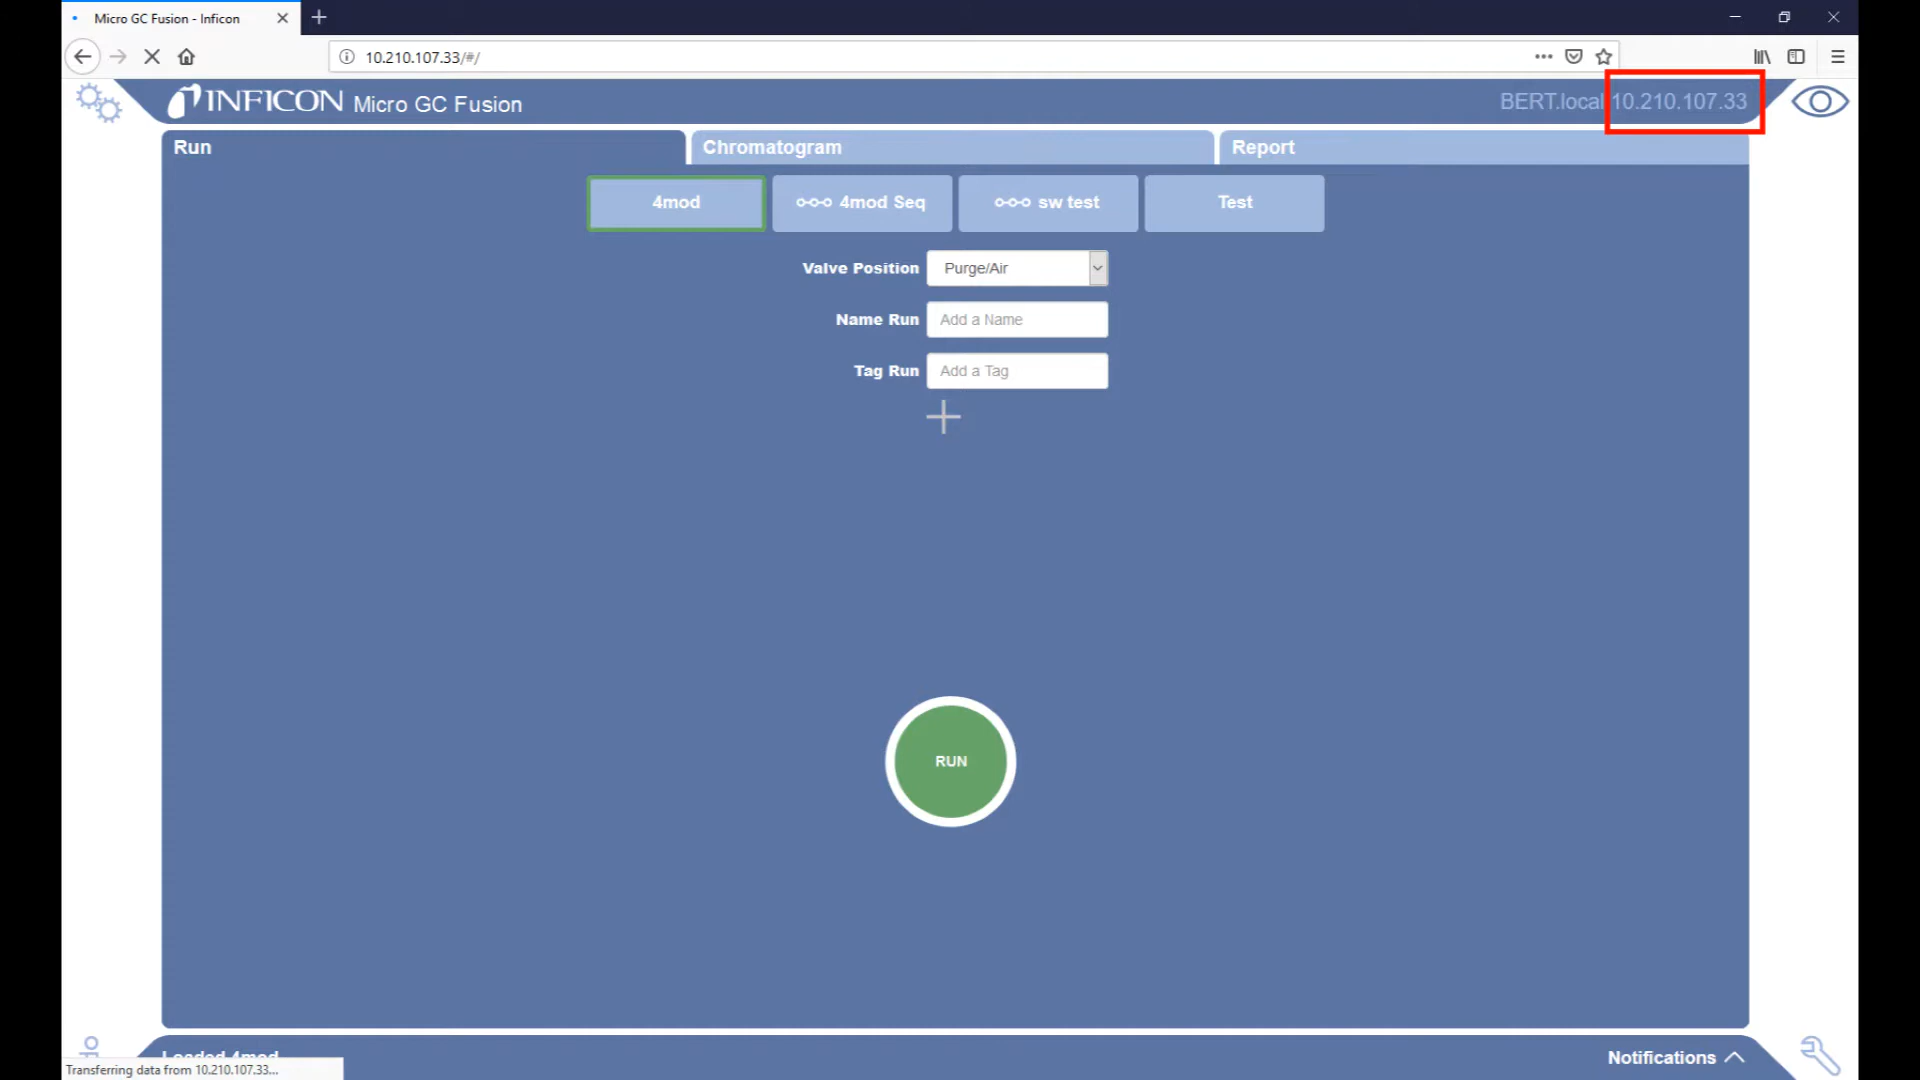 Micro GC Fusion - Inficon
10.210.107.33/#/
INFICON Micro GC Fusion
BERT.local 10.210.107.33
Run
Chromatogram
Report
4mod
4mod Seq
sw test
Test
Valve Position
Purge/Air
Name Run
Add a Name
Tag Run
Add a Tag
RUN
Loaded 4mod
Notifications
Transferring data from 10.210.107.33...